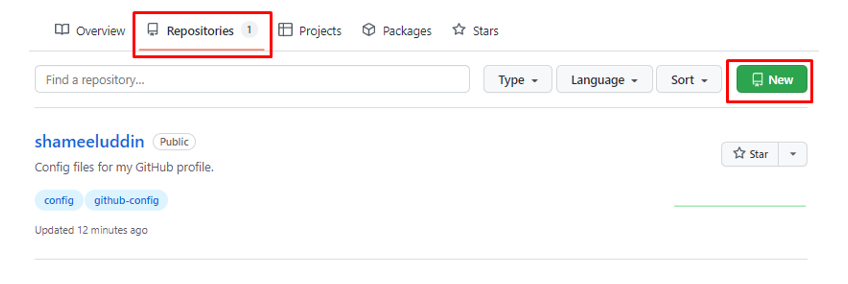 Overview Repositories 1 Projects Packages Stars
Find a repository... Type Language Sort New
shameeluddin Public
Config files for my GitHub profile. Star
config github-config
Updated 12 minutes ago